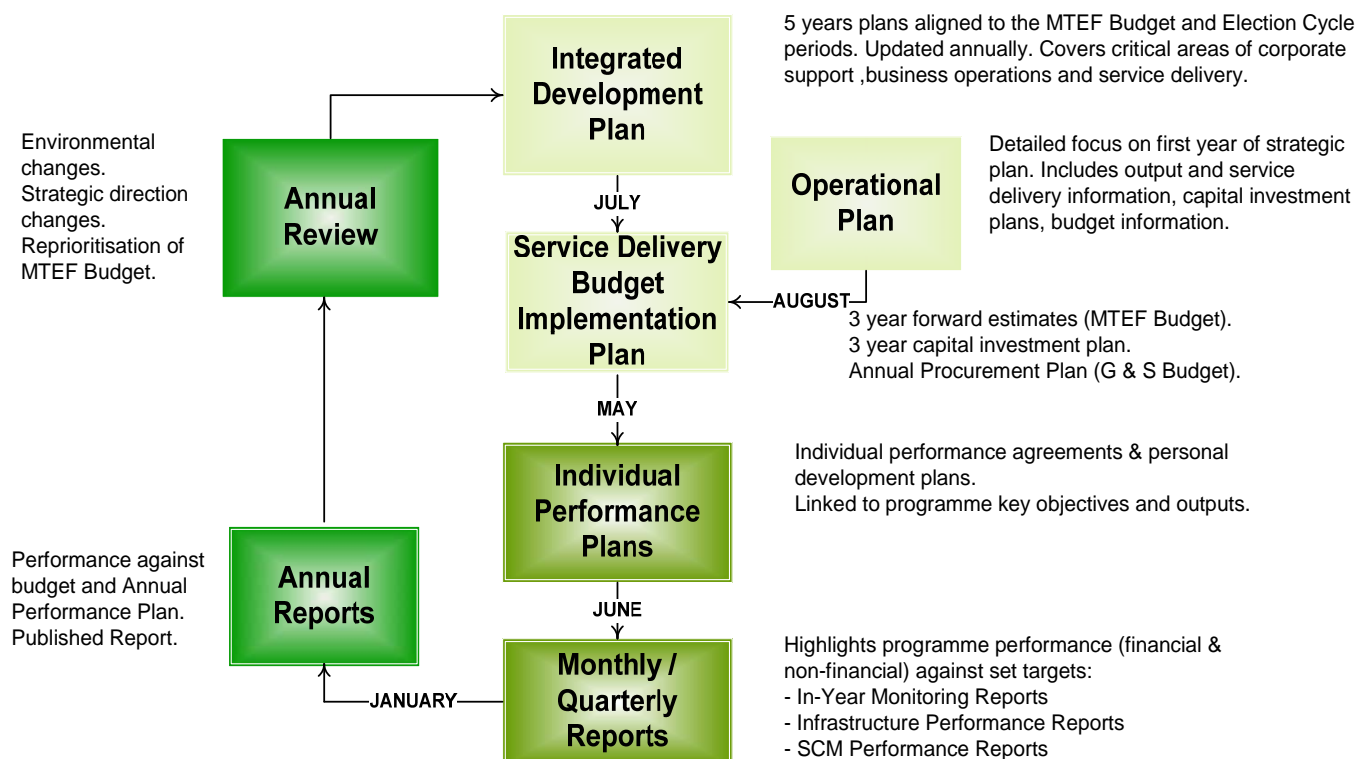 5 years plans aligned to the MTEF Budget and Election Cycle
periods. Updated annually. Covers critical areas of corporate
support ,business operations and service delivery.
Integrated
Development
Plan
Environmental
changes.
Strategic direction
changes.
Reprioritisation of
MTEF Budget.
Annual
Review
JULY
Operational
Plan
Detailed focus on first year of strategic
plan. Includes output and service
delivery information, capital investment
plans, budget information.
Service Delivery
Budget
Implementation
Plan
AUGUST
3 year forward estimates (MTEF Budget).
3 year capital investment plan.
Annual Procurement Plan (G & S Budget).
MAY
Individual
Performance
Plans
Individual performance agreements & personal
development plans.
Linked to programme key objectives and outputs.
Performance against
budget and Annual
Performance Plan.
Published Report.
Annual
Reports
JUNE
Monthly /
Quarterly
Reports
JANUARY
Highlights programme performance (financial &
non-financial) against set targets:
- In-Year Monitoring Reports
- Infrastructure Performance Reports
- SCM Performance Reports